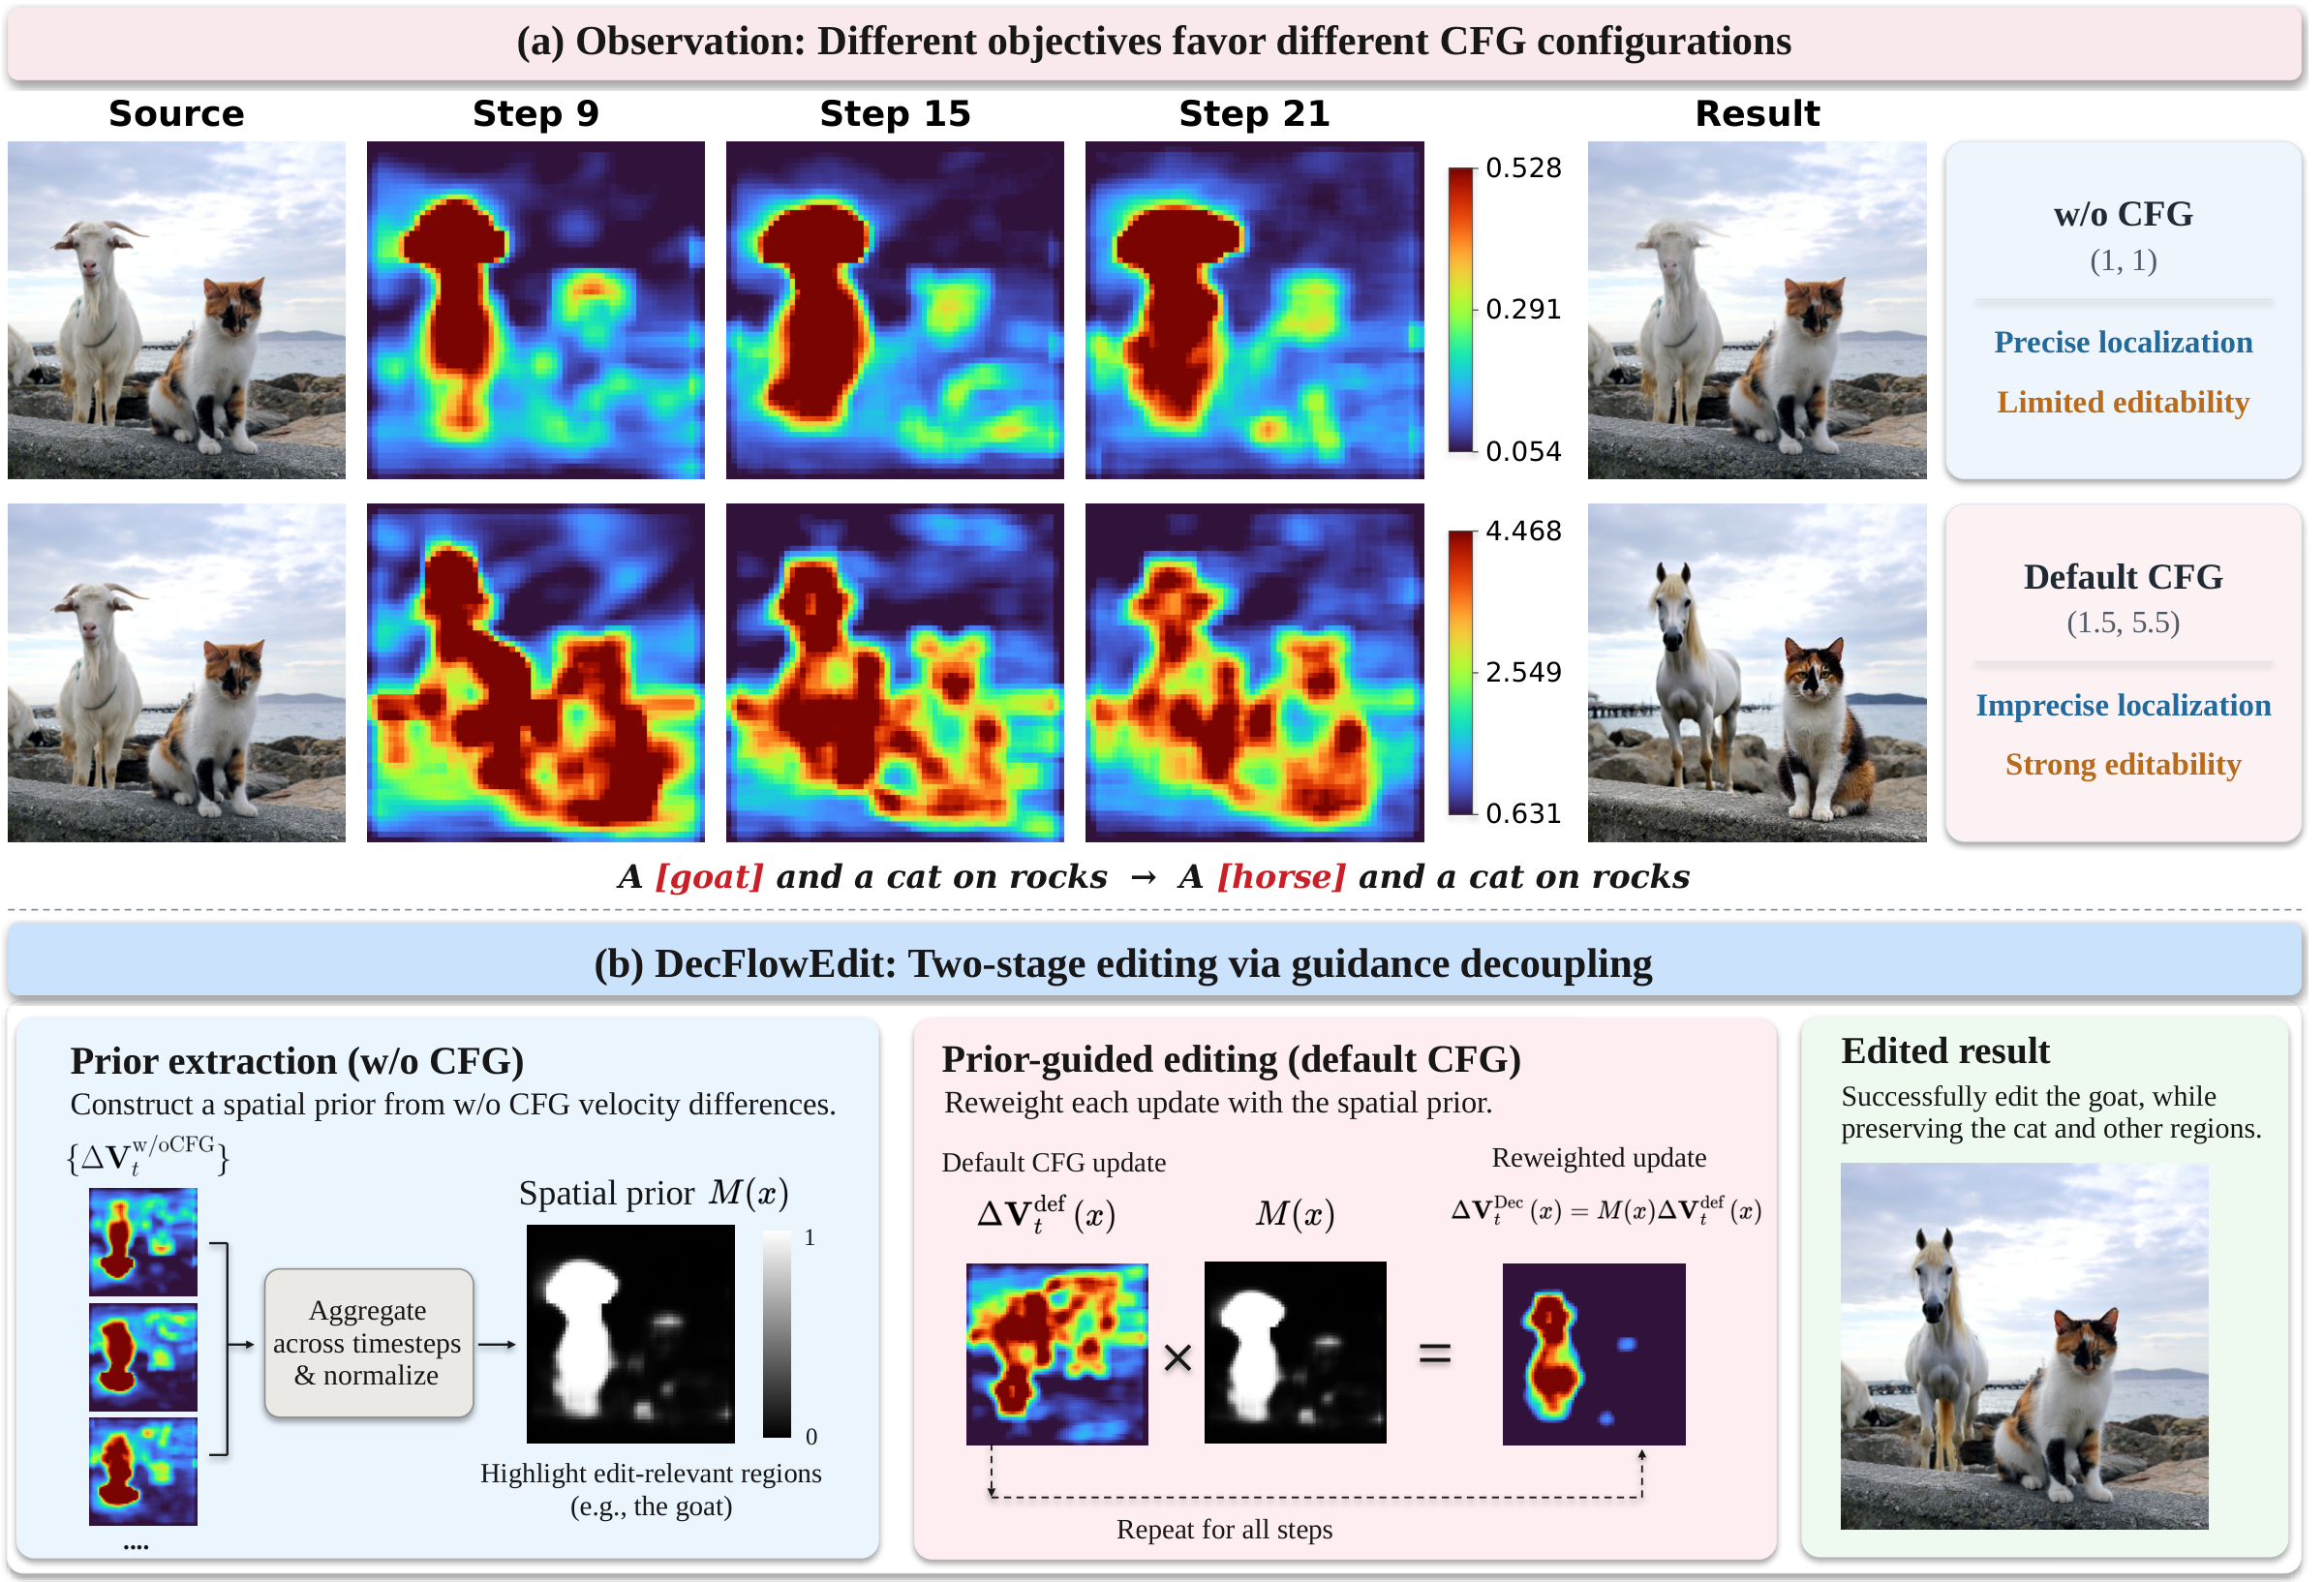 (a) Observation: Different objectives favor different CFG configurations
Source
Step 9
Step 15
Step 21
Result
0.528
0.291
0.054
w/o CFG
(1, 1)
Precise localization
Limited editability
4.468
2.549
0.631
Default CFG
(1.5, 5.5)
Imprecise localization
Strong editability
A [goat] and a cat on rocks → A [horse] and a cat on rocks
(b) DecFlowEdit: Two-stage editing via guidance decoupling
Prior extraction (w/o CFG)
Construct a spatial prior from w/o CFG velocity differences.
{ΔV_t^{w/oCFG}}
....
Aggregate
across timesteps
& normalize
Spatial prior M(x)
1
0
Highlight edit-relevant regions
(e.g., the goat)
Prior-guided editing (default CFG)
Reweight each update with the spatial prior.
Default CFG update
ΔV_t^{def}(x)
×
M(x)
=
Reweighted update
ΔV_t^{Dec}(x) = M(x)ΔV_t^{def}(x)
Repeat for all steps
Edited result
Successfully edit the goat, while
preserving the cat and other regions.